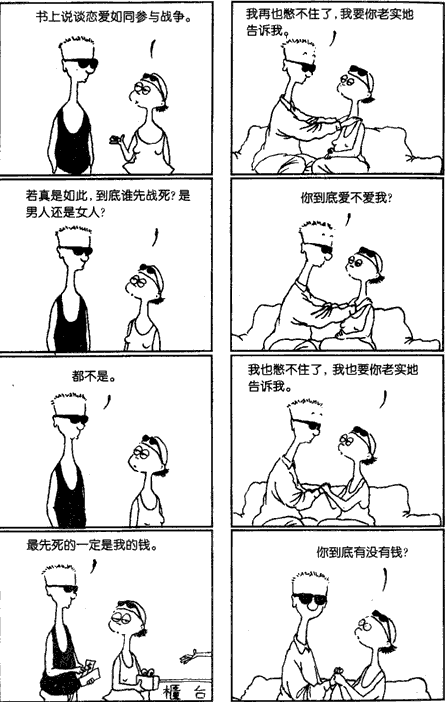 书上说谈恋爱如同参与战争。
若真是如此，到底谁先战死？是
男人还是女人？
都不是。
最先死的一定是我的钱。
櫃台
我再也憋不住了，我要你老实地
告诉我。
你到底爱不爱我？
我也憋不住了，我也要你老实地
告诉我。
你到底有没有钱？